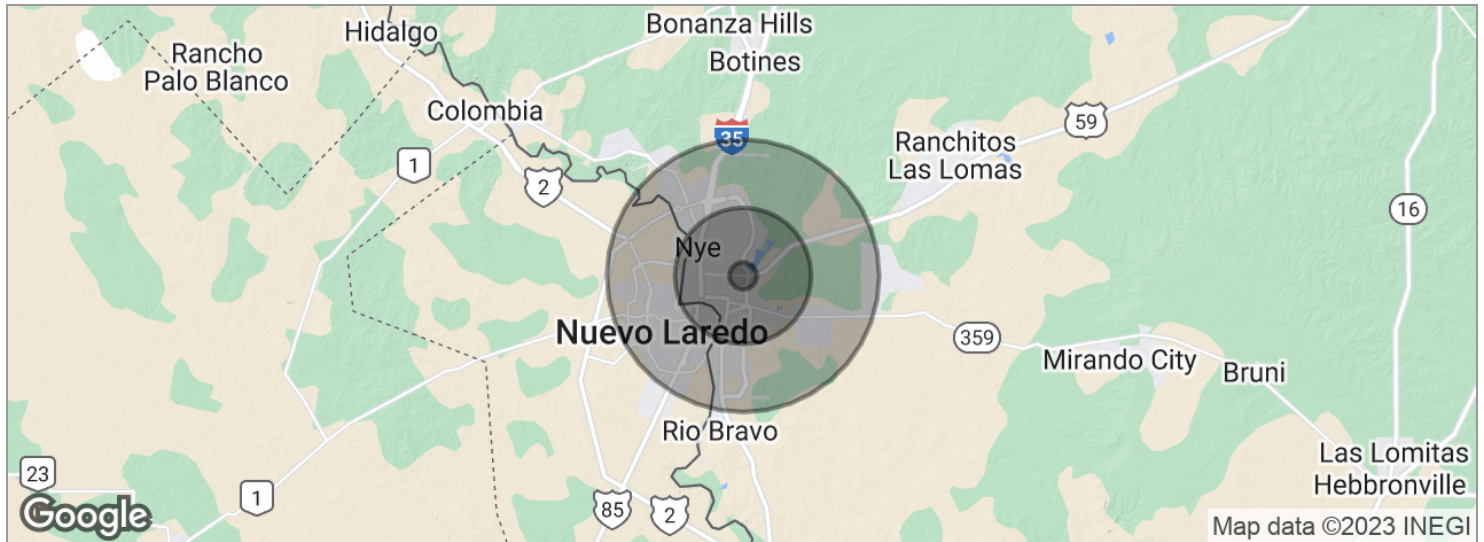 Hidalgo
Bonanza Hills
Rancho
Palo Blanco
Botines
Colombia
59
35
Ranchitos
Las Lomas
1
2
16
Nye
Nuevo Laredo
359
Mirando City
Bruni
Rio Bravo
Las Lomitas
Hebbronville
23
1
85
2
Google
Map data ©2023 INEGI